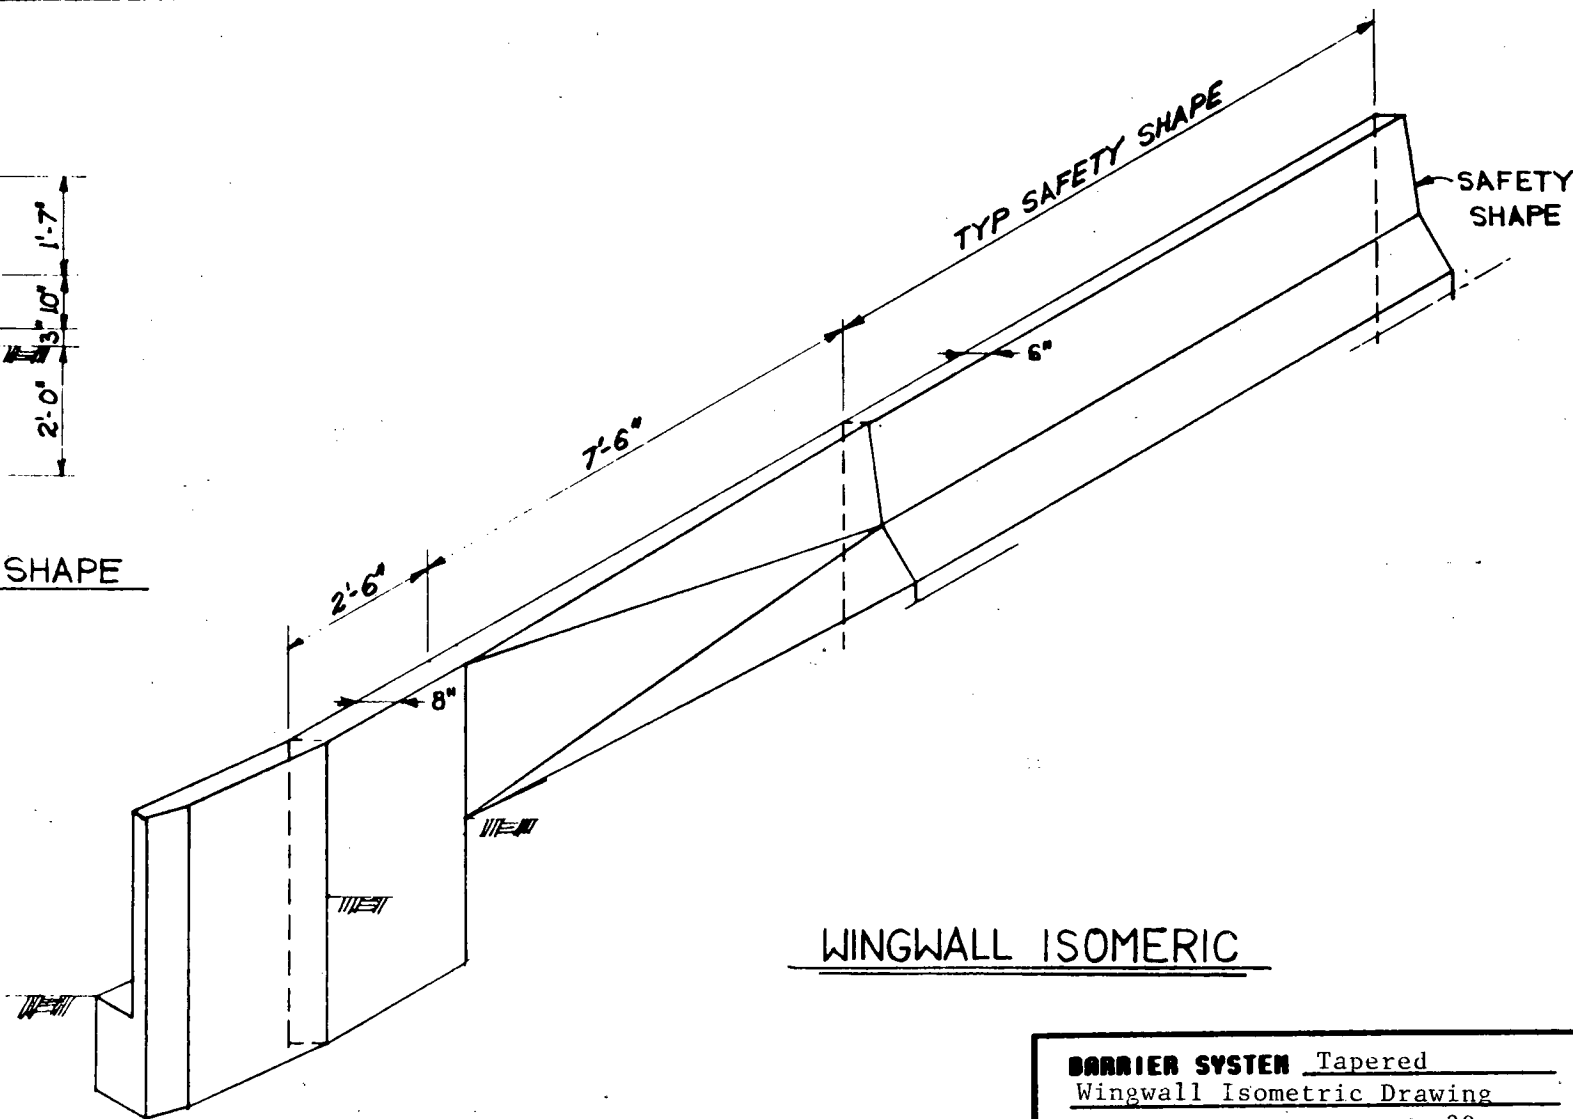 TYP SAFETY SHAPE
SAFETY
SHAPE
1'-7"
10"
3"
2'-0"
6"
7'-6"
SHAPE
2'-6"
8"
WINGWALL ISOMERIC
BARRIER SYSTEM Tapered
Wingwall Isometric Drawing